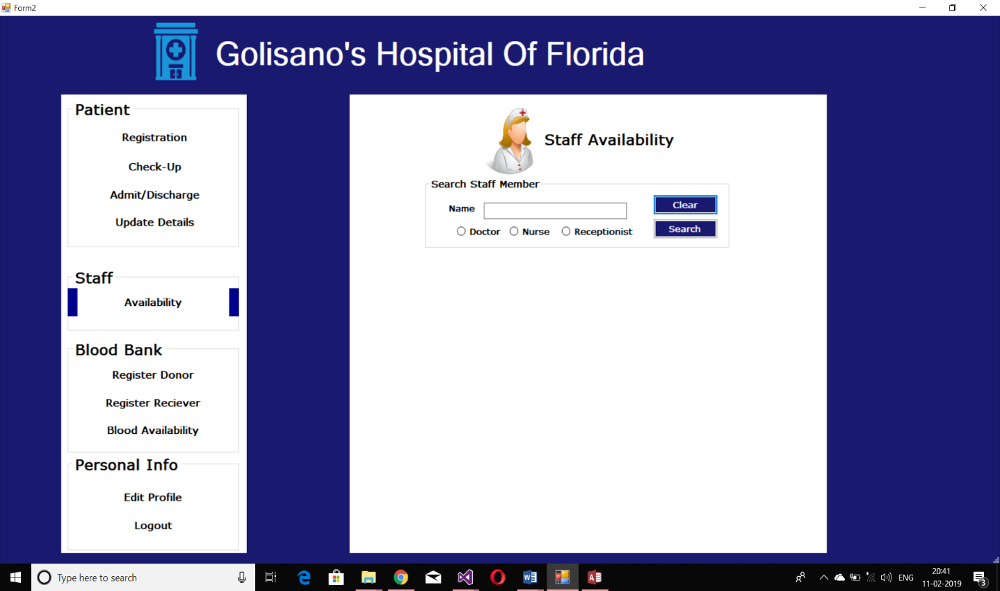 Form2
Golisano's Hospital Of Florida
Patient
Registration
Check-Up
Admit/Discharge
Update Details
Staff
Availability
Blood Bank
Register Donor
Register Reciever
Blood Availability
Personal Info
Edit Profile
Logout
Staff Availability
Search Staff Member
Name
Clear
Doctor Nurse Receptionist
Search
Type here to search
ENG
20:41
11-02-2019
3